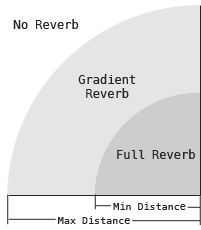 No Reverb
Gradient
Reverb
Full Reverb
Min Distance
Max Distance